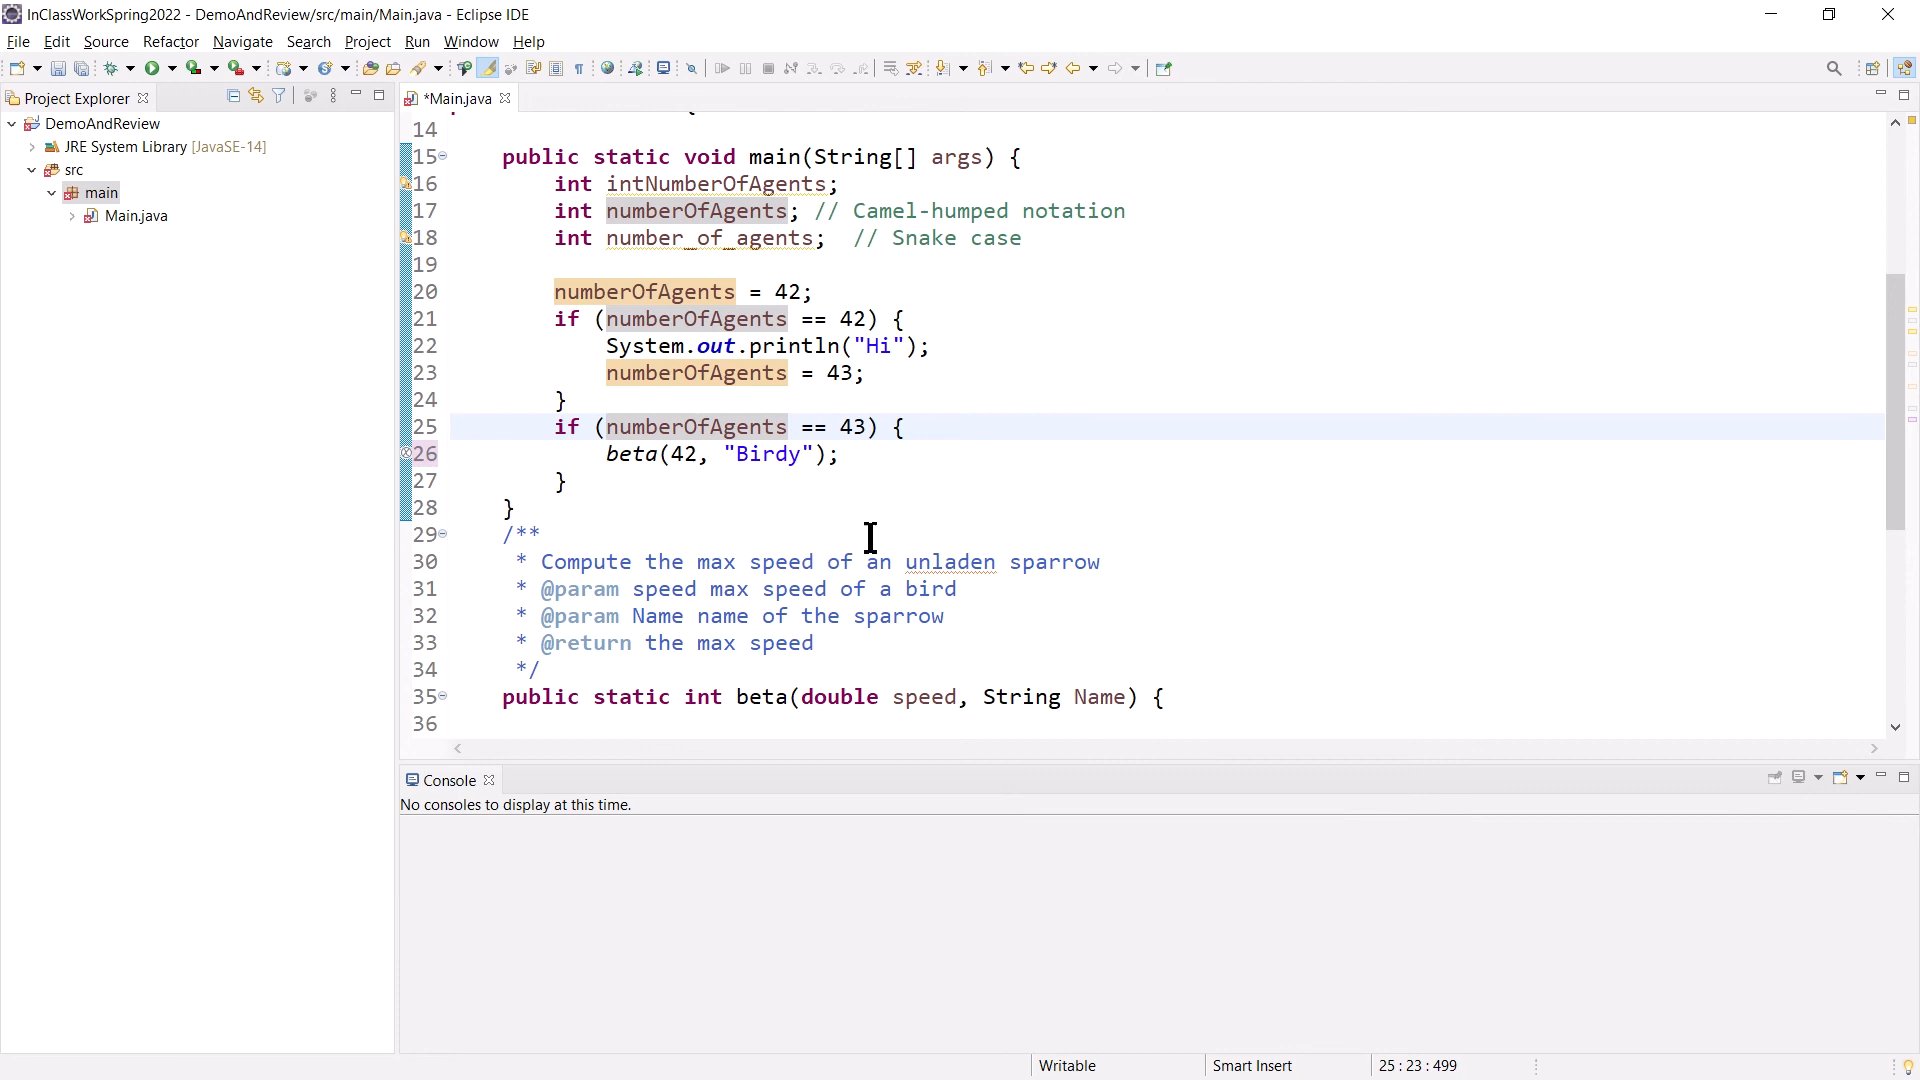 InClassWorkSpring2022 - DemoAndReview/src/main/Main.java - Eclipse IDE
File Edit Source Refactor Navigate Search Project Run Window Help
Project Explorer
*Main.java
DemoAndReview
JRE System Library [JavaSE-14]
src
main
Main.java
14
15 public static void main(String[] args) {
16 int intNumberOfAgents;
17 int numberOfAgents; // Camel-humped notation
18 int number_of_agents; // Snake case
19
20 numberOfAgents = 42;
21 if (numberOfAgents == 42) {
22 System.out.println("Hi");
23 numberOfAgents = 43;
24 }
25 if (numberOfAgents == 43) {
26 beta(42, "Birdy");
27 }
28 }
29 /**
30 * Compute the max speed of an unladen sparrow
31 * @param speed max speed of a bird
32 * @param Name name of the sparrow
33 * @return the max speed
34 */
35 public static int beta(double speed, String Name) {
36
Console
No consoles to display at this time.
Writable Smart Insert 25 : 23 : 499